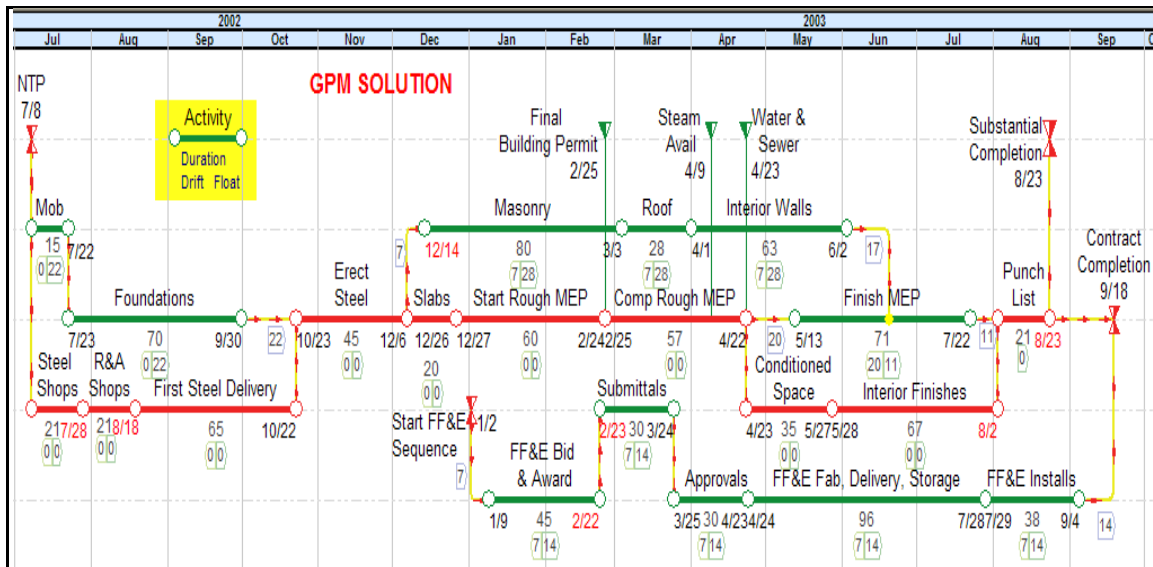 2002 2003
Jul Aug Sep Oct Nov Dec Jan Feb Mar Apr May Jun Jul Aug Sep
GPM SOLUTION
NTP
7/8
Activity
Duration
Drift Float
Final
Building Permit
2/25
Steam
Avail
4/9
Water &
Sewer
4/23
Substantial
Completion
8/23
Mob
15
0 22
7/22
Masonry
7
12/14
80
7 28
3/3
Roof
28
7 28
4/1
Interior Walls
63
7 28
6/2
17
Contract
Completion
9/18
Foundations
7/23
70
0 22
9/30
22
Erect
Steel
10/23
45
0 0
12/6
Slabs
12/26
20
0 0
Start Rough MEP
12/27
60
0 0
2/24
Comp Rough MEP
2/25
57
0 0
4/22
20
Finish MEP
5/13
71
20 11
7/22
11
Punch
List
21
0
8/23
Steel
Shops
21
0 0
7/28
R&A
Shops
21
0 0
8/18
First Steel Delivery
65
0 0
10/22
Start FF&E
Sequence
1/2
7
Submittals
2/23
30
7 14
3/24
Conditioned
Space
4/23
35
0 0
5/27
Interior Finishes
5/28
67
0 0
8/2
FF&E Bid
& Award
1/9
45
7 14
2/22
Approvals
3/25
30
7 14
4/23
FF&E Fab, Delivery, Storage
4/24
96
7 14
7/28
FF&E Installs
7/29
38
7 14
9/4
14